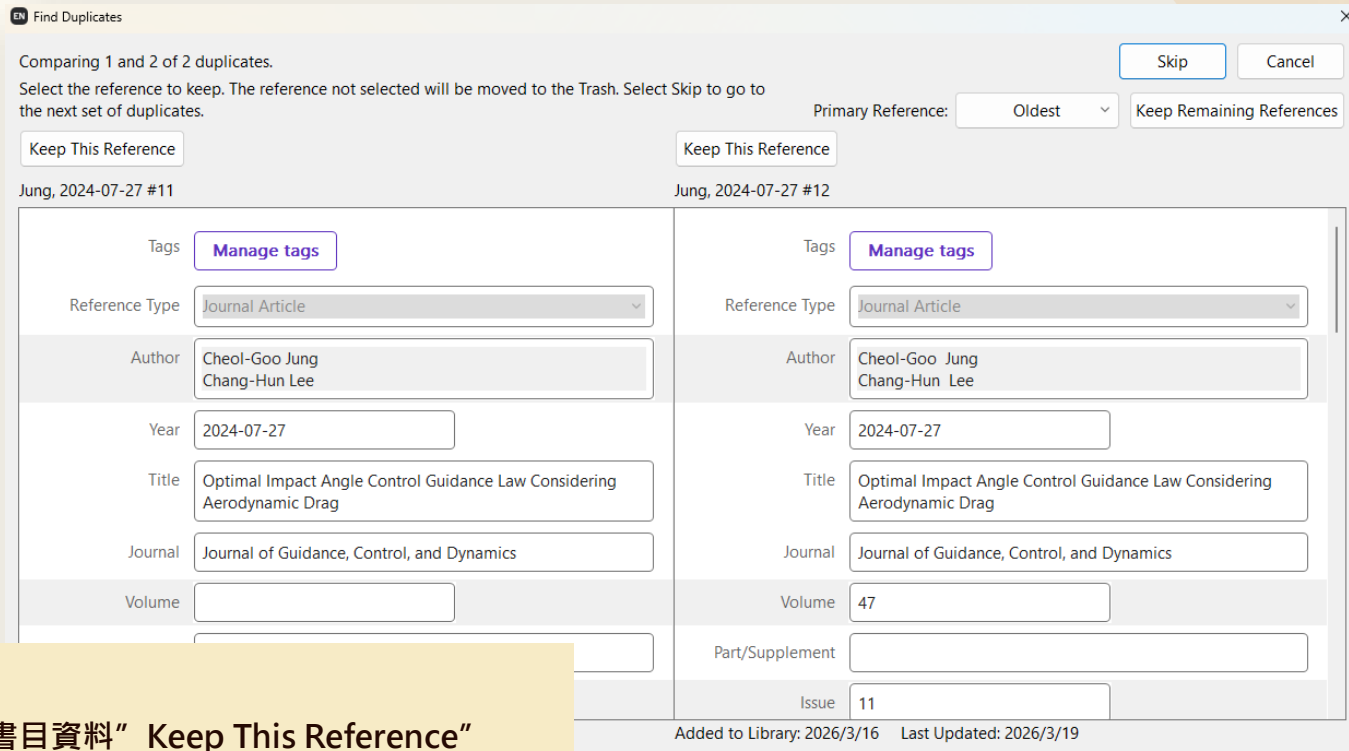 EN Find Duplicates
Comparing 1 and 2 of 2 duplicates.
Select the reference to keep. The reference not selected will be moved to the Trash. Select Skip to go to
the next set of duplicates.
Skip
Cancel
Primary Reference:
Oldest
Keep Remaining References
Keep This Reference
Keep This Reference
Jung, 2024-07-27 #11
Jung, 2024-07-27 #12
Tags
Manage tags
Reference Type
Journal Article
Author
Cheol-Goo Jung
Chang-Hun Lee
Year
2024-07-27
Title
Optimal Impact Angle Control Guidance Law Considering
Aerodynamic Drag
Journal
Journal of Guidance, Control, and Dynamics
Volume
Tags
Manage tags
Reference Type
Journal Article
Author
Cheol-Goo  Jung
Chang-Hun  Lee
Year
2024-07-27
Title
Optimal Impact Angle Control Guidance Law Considering
Aerodynamic Drag
Journal
Journal of Guidance, Control, and Dynamics
Volume
47
Part/Supplement
Issue
11
書目資料”Keep This Reference”
Added to Library: 2026/3/16
Last Updated: 2026/3/19